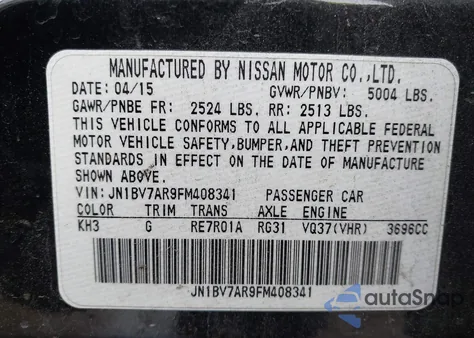 MANUFACTURED BY NISSAN MOTOR CO.,LTD.
DATE: 04/15 GVWR/PNBV: 5004 LBS.
GAWR/PNBE FR: 2524 LBS. RR: 2513 LBS.
THIS VEHICLE CONFORMS TO ALL APPLICABLE FEDERAL
MOTOR VEHICLE SAFETY, BUMPER, AND THEFT PREVENTION
STANDARDS IN EFFECT ON THE DATE OF MANUFACTURE
SHOWN ABOVE.
VIN: JN1BV7AR9FM408341 PASSENGER CAR
COLOR TRIM TRANS AXLE ENGINE
KH3 G RE7R01A RG31 VQ37(VHR) 3696CC
JN1BV7AR9FM408341
autoSnap